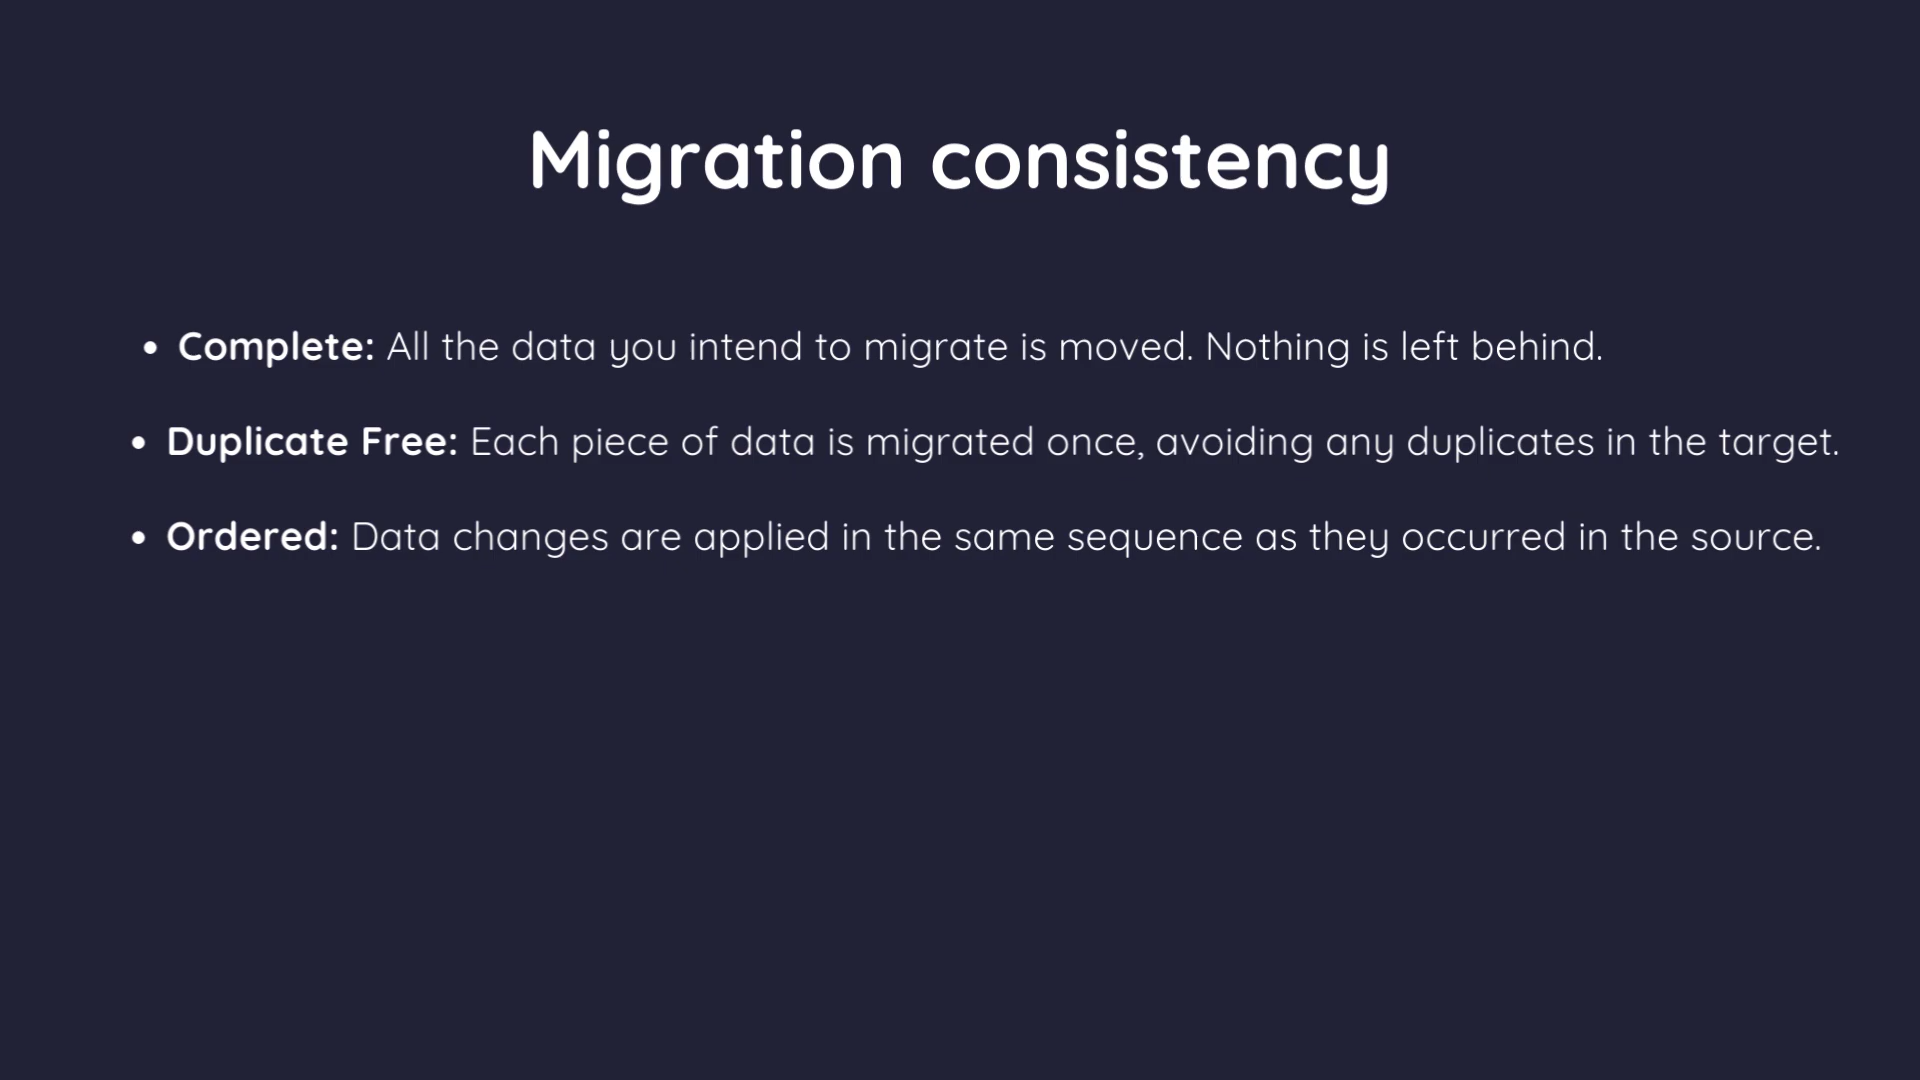 Migration consistency
• Complete: All the data you intend to migrate is moved. Nothing is left behind.
• Duplicate Free: Each piece of data is migrated once, avoiding any duplicates in the target.
• Ordered: Data changes are applied in the same sequence as they occurred in the source.